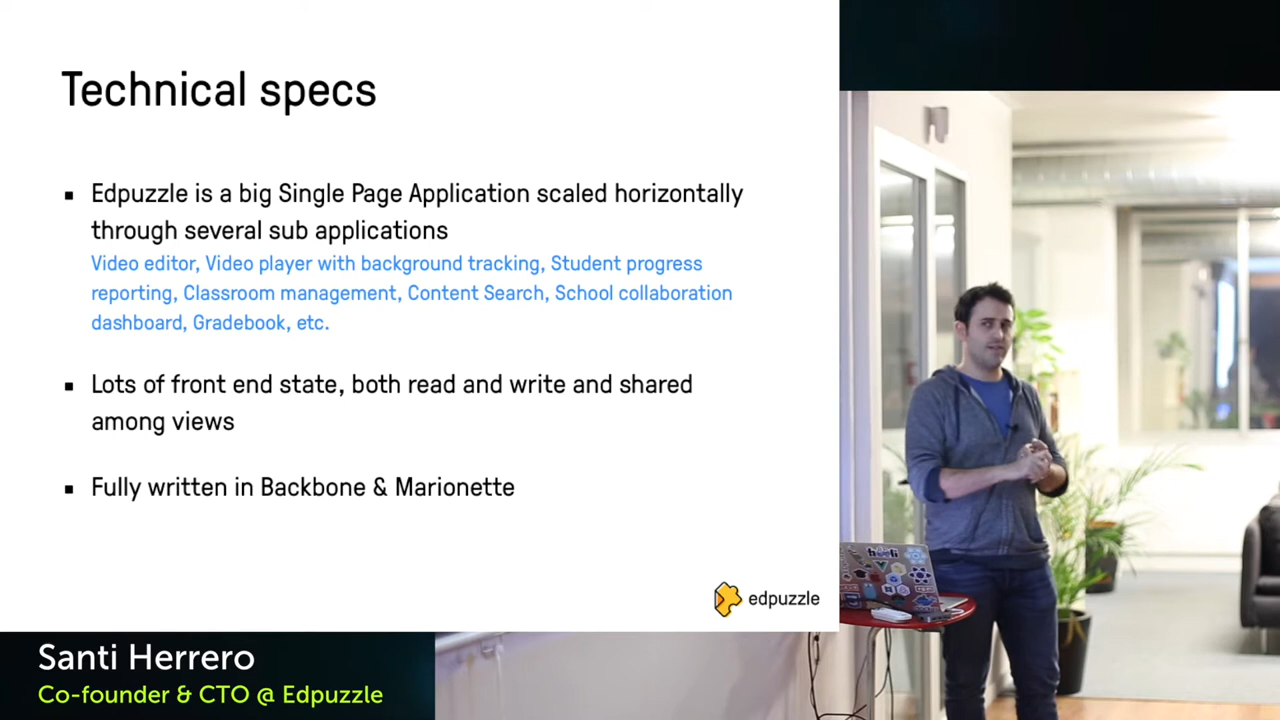 Technical specs
▪ Edpuzzle is a big Single Page Application scaled horizontally
through several sub applications
Video editor, Video player with background tracking, Student progress
reporting, Classroom management, Content Search, School collaboration
dashboard, Gradebook, etc.
▪ Lots of front end state, both read and write and shared
among views
▪ Fully written in Backbone & Marionette
edpuzzle
hooli
Santi Herrero
Co-founder & CTO @ Edpuzzle